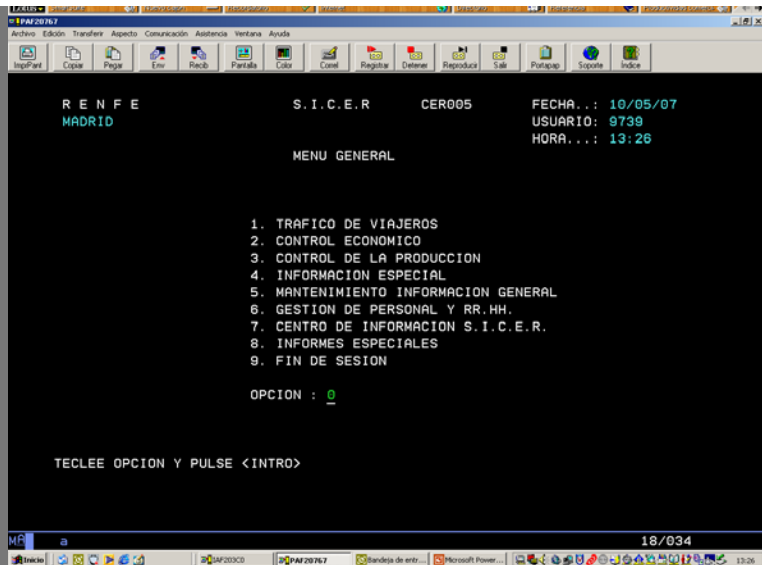 PAF20767
Archivo Edición Transferir Aspecto Comunicación Asistencia Ventana Ayuda
ImprPant Copiar Pegar Env Recib Pantalla Color Correl Registrar Detener Reproducir Salir Portapap Soporte Índice
R E N F E S.I.C.E.R CER005 FECHA..: 10/05/07
MADRID USUARIO: 9739
HORA...: 13:26
MENU GENERAL
1. TRAFICO DE VIAJEROS
2. CONTROL ECONOMICO
3. CONTROL DE LA PRODUCCION
4. INFORMACION ESPECIAL
5. MANTENIMIENTO INFORMACION GENERAL
6. GESTION DE PERSONAL Y RR.HH.
7. CENTRO DE INFORMACION S.I.C.E.R.
8. INFORMES ESPECIALES
9. FIN DE SESION
OPCION : 0
TECLEE OPCION Y PULSE <INTRO>
MA a 18/034
Inicio IAF203C0 PAF20767 Bandeja de entr... Microsoft Power... 13:26